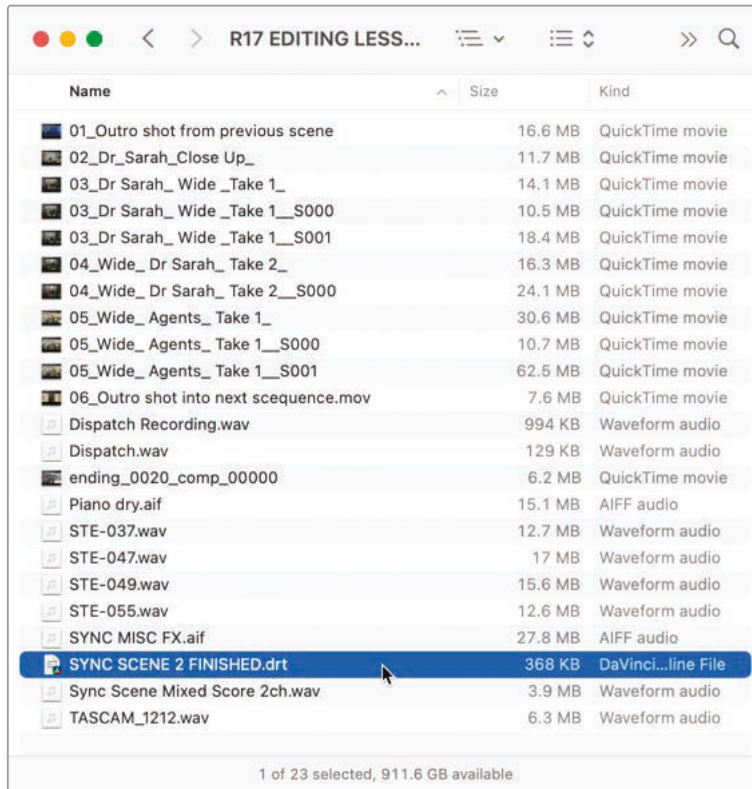 R17 EDITING LESS...
Name Size Kind
01_Outro shot from previous scene 16.6 MB QuickTime movie
02_Dr_Sarah_Close Up_ 11.7 MB QuickTime movie
03_Dr Sarah_ Wide _Take 1_ 14.1 MB QuickTime movie
03_Dr Sarah_ Wide _Take 1__S000 10.5 MB QuickTime movie
03_Dr Sarah_ Wide _Take 1__S001 18.4 MB QuickTime movie
04_Wide_ Dr Sarah_ Take 2_ 16.3 MB QuickTime movie
04_Wide_ Dr Sarah_ Take 2__S000 24.1 MB QuickTime movie
05_Wide_ Agents_ Take 1_ 30.6 MB QuickTime movie
05_Wide_ Agents_ Take 1__S000 10.7 MB QuickTime movie
05_Wide_ Agents_ Take 1__S001 62.5 MB QuickTime movie
06_Outro shot into next scequence.mov 7.6 MB QuickTime movie
Dispatch Recording.wav 994 KB Waveform audio
Dispatch.wav 129 KB Waveform audio
ending_0020_comp_00000 6.2 MB QuickTime movie
Piano dry.aif 15.1 MB AIFF audio
STE-037.wav 12.7 MB Waveform audio
STE-047.wav 17 MB Waveform audio
STE-049.wav 15.6 MB Waveform audio
STE-055.wav 12.6 MB Waveform audio
SYNC MISC FX.aif 27.8 MB AIFF audio
SYNC SCENE 2 FINISHED.drt 368 KB DaVinci...line File
Sync Scene Mixed Score 2ch.wav 3.9 MB Waveform audio
TASCAM_1212.wav 6.3 MB Waveform audio
1 of 23 selected, 911.6 GB available